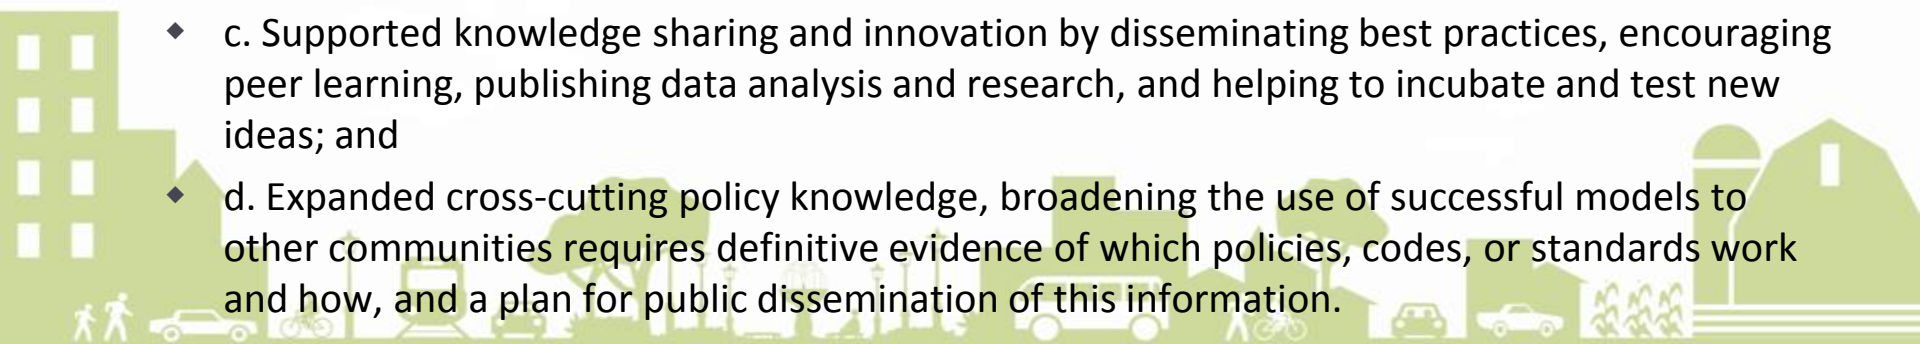 c. Supported knowledge sharing and innovation by disseminating best practices, encouraging
peer learning, publishing data analysis and research, and helping to incubate and test new
ideas; and
d. Expanded cross-cutting policy knowledge, broadening the use of successful models to
other communities requires definitive evidence of which policies, codes, or standards work
and how, and a plan for public dissemination of this information.